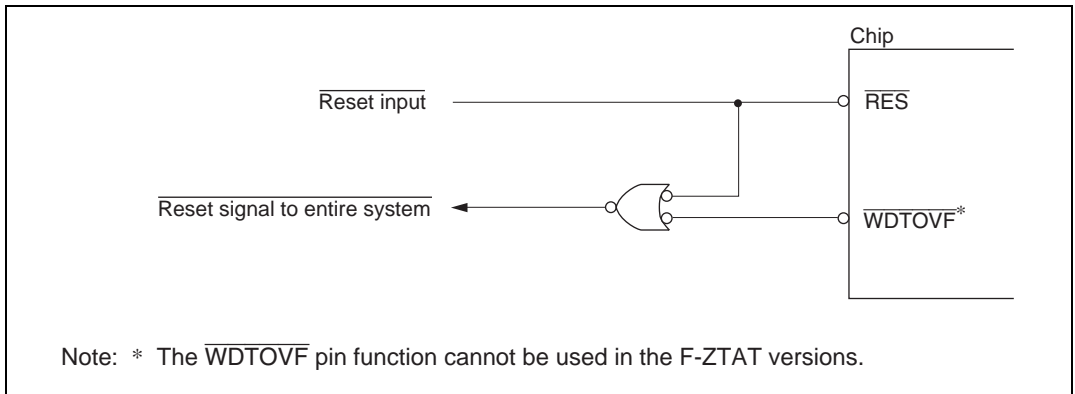 Chip
Reset input
RES
Reset signal to entire system
WDTOVF*
Note: * The WDTOVF pin function cannot be used in the F-ZTAT versions.